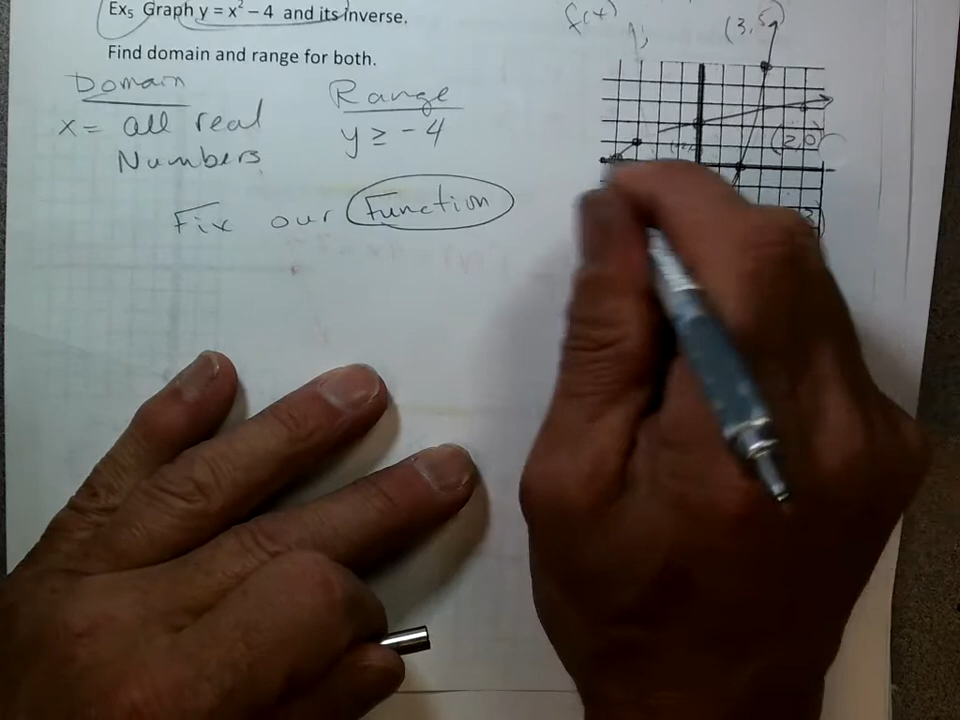 Ex5 Graph y = x² – 4 and its inverse.
Find domain and range for both.
Domain
x = all real
Numbers
Range
y ≥ -4
Fix our Function
f(x)
(3,5)
(2,0)